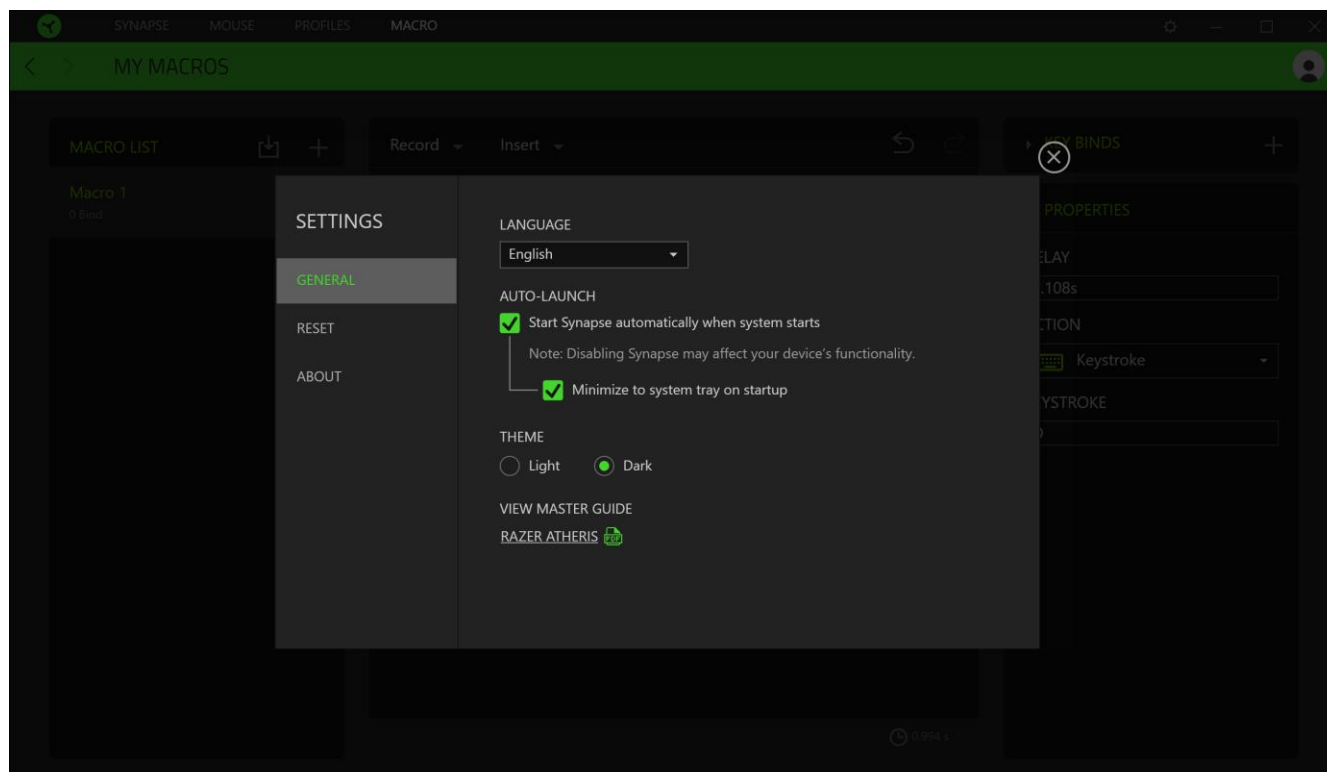 SYNAPSE MOUSE PROFILES MACRO
MY MACROS
MACRO LIST
Record Insert
KEY BINDS
Macro 1
0 Bind
PROPERTIES
SETTINGS
GENERAL
RESET
ABOUT
LANGUAGE
English
AUTO-LAUNCH
Start Synapse automatically when system starts
Note: Disabling Synapse may affect your device's functionality.
Minimize to system tray on startup
THEME
Light Dark
VIEW MASTER GUIDE
RAZER ATHERIS PDF
ELAY
.108s
CTION
Keystroke
YSTROKE
0.994 s